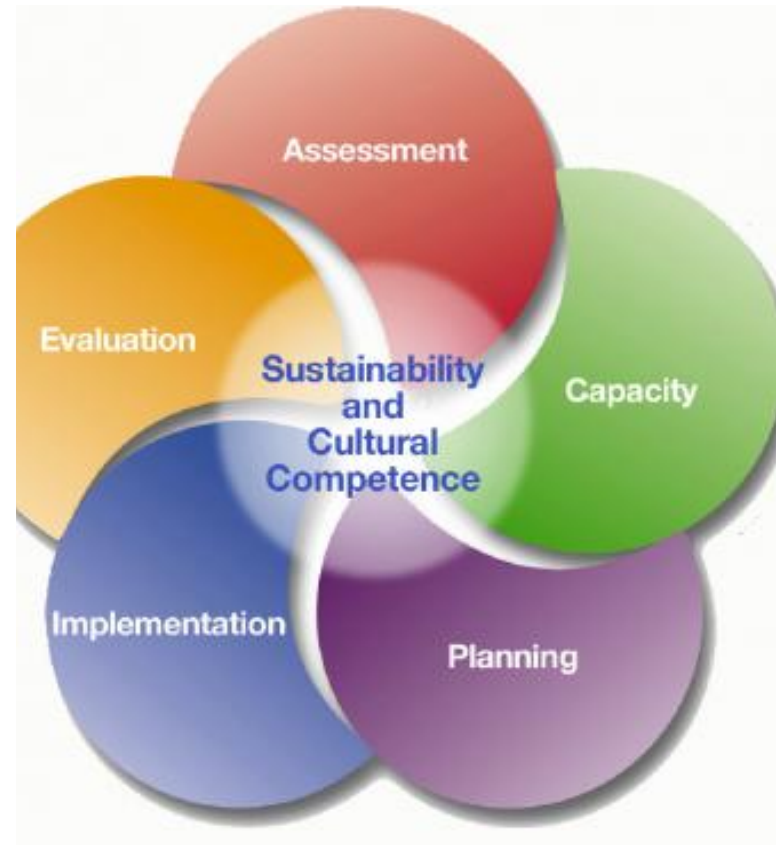 Assessment
Capacity
Planning
Implementation
Evaluation
Sustainability
and
Cultural
Competence